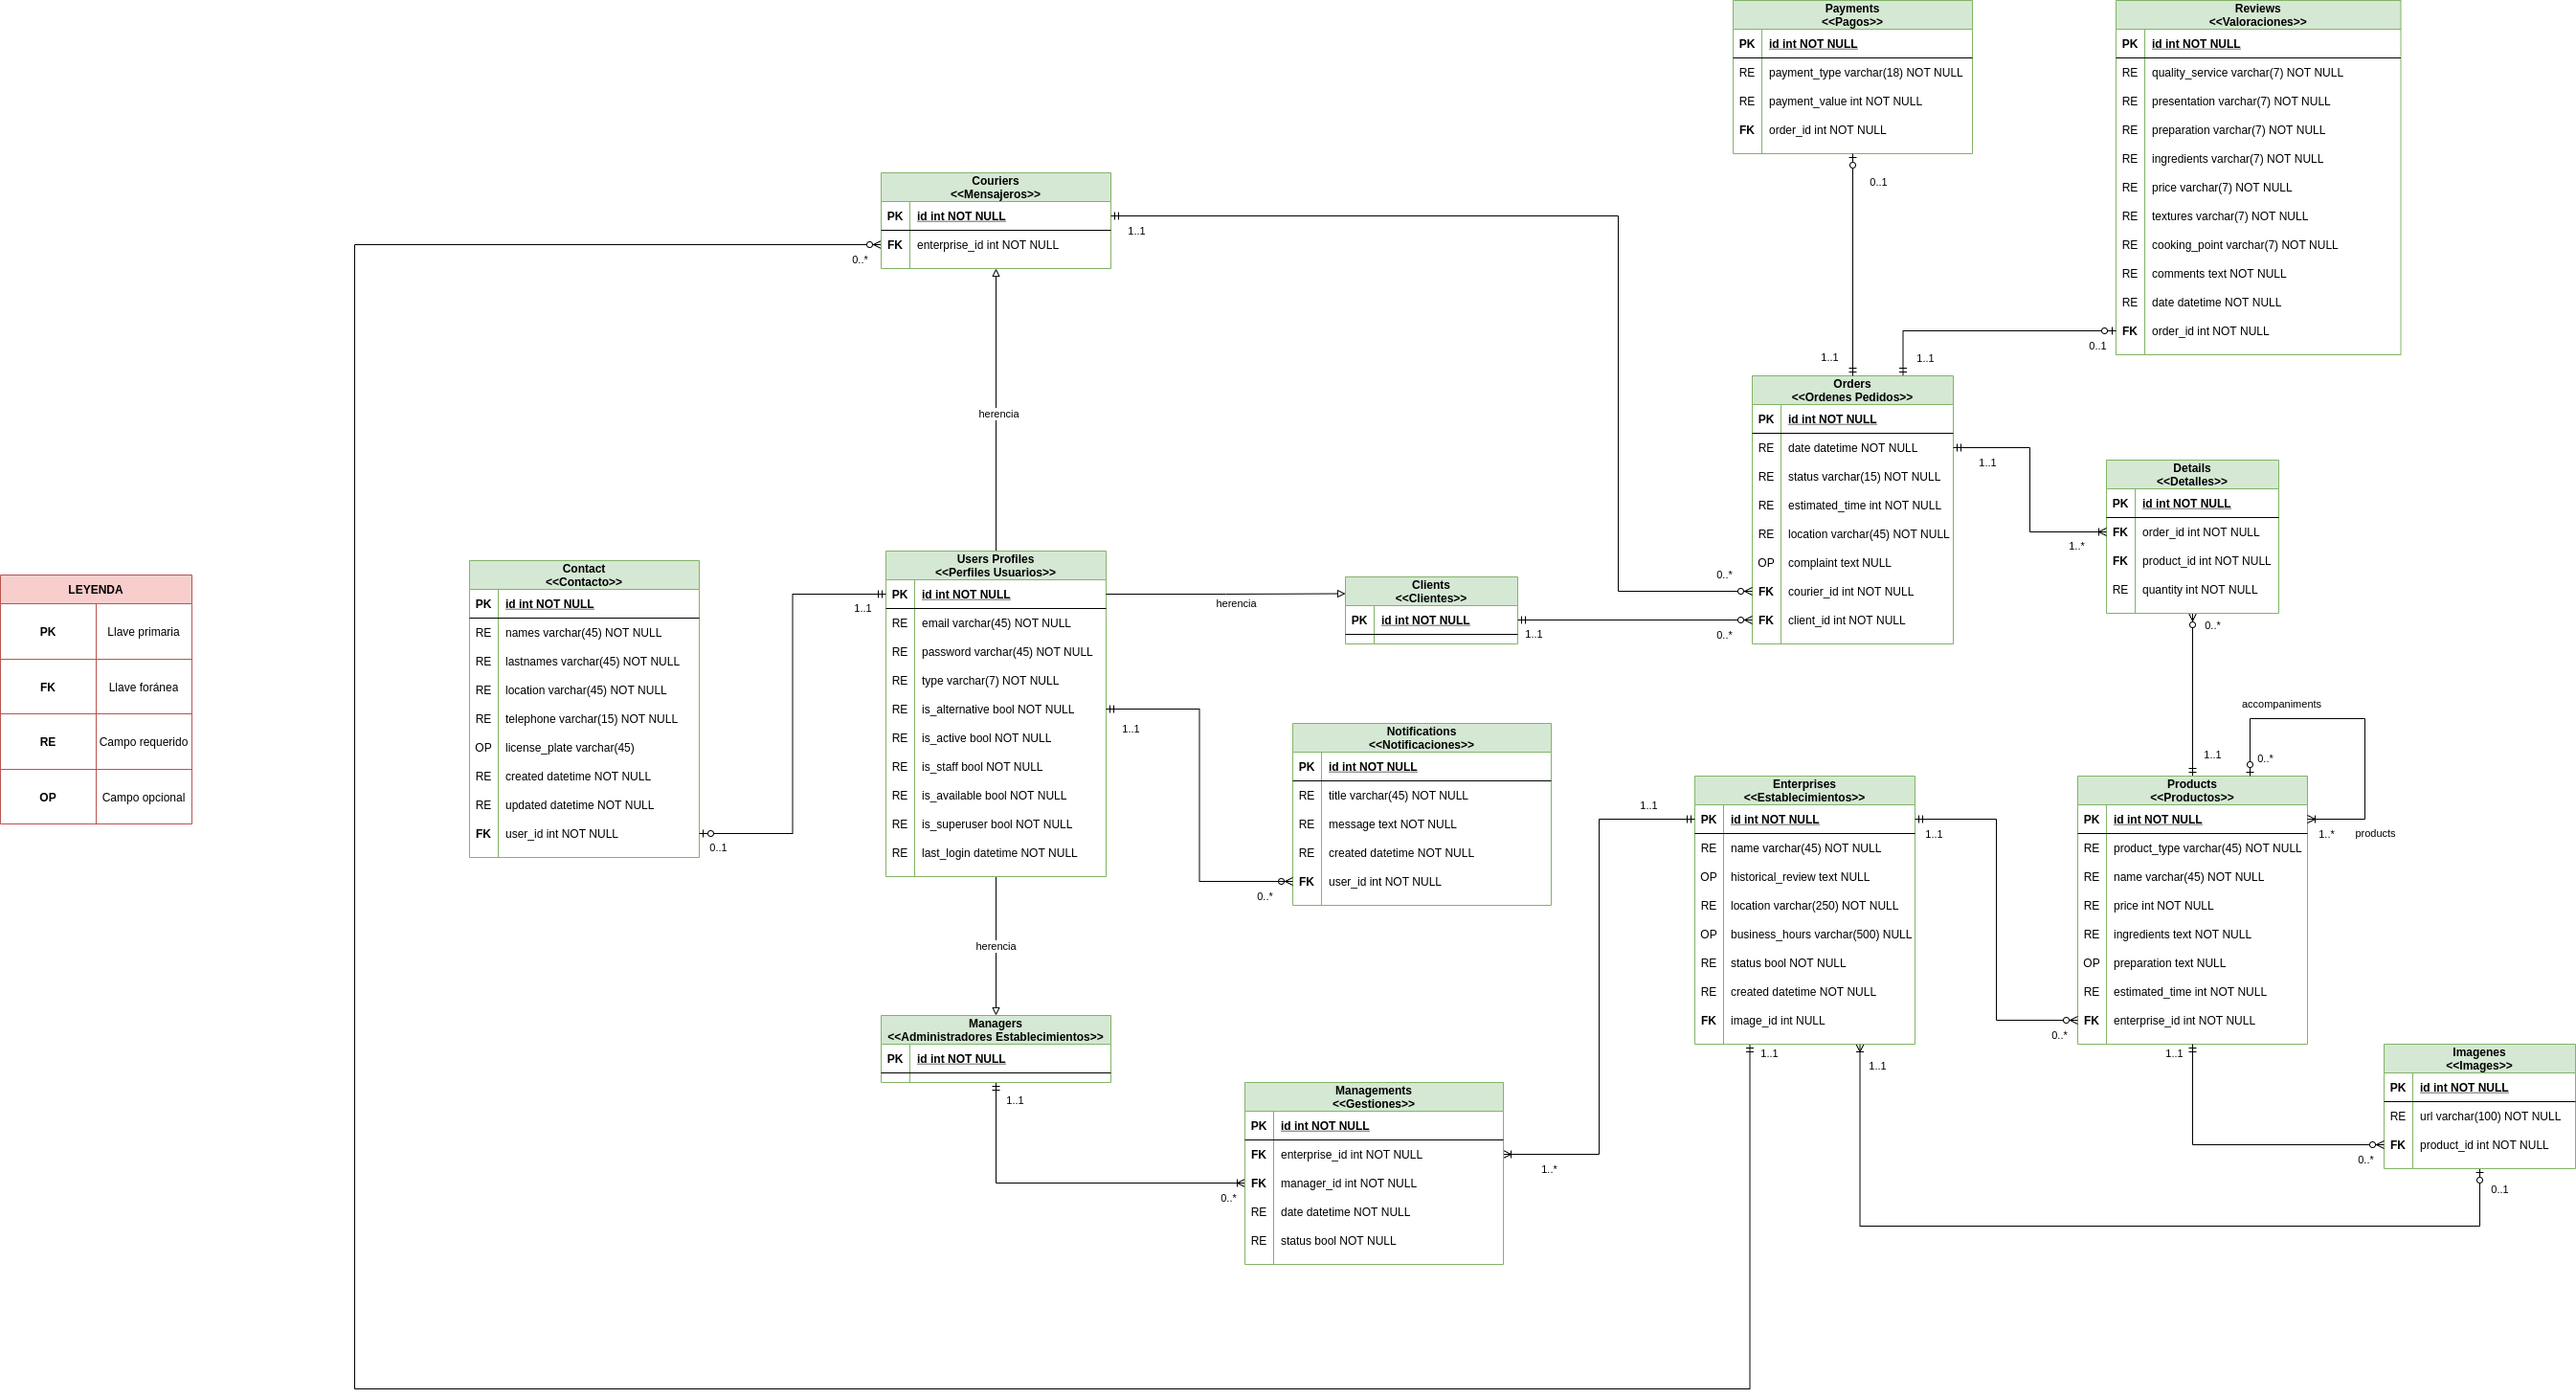 Payments
<<Pagos>>
PK id int NOT NULL
RE payment_type varchar(18) NOT NULL
RE payment_value int NOT NULL
FK order_id int NOT NULL
0..1
1..1
Reviews
<<Valoraciones>>
PK id int NOT NULL
RE quality_service varchar(7) NOT NULL
RE presentation varchar(7) NOT NULL
RE preparation varchar(7) NOT NULL
RE ingredients varchar(7) NOT NULL
RE price varchar(7) NOT NULL
RE textures varchar(7) NOT NULL
RE cooking_point varchar(7) NOT NULL
RE comments text NOT NULL
RE date datetime NOT NULL
FK order_id int NOT NULL
0..1
1..1
Couriers
<<Mensajeros>>
PK id int NOT NULL
FK enterprise_id int NOT NULL
1..1
0..*
herencia
Orders
<<Ordenes Pedidos>>
PK id int NOT NULL
RE date datetime NOT NULL
RE status varchar(15) NOT NULL
RE estimated_time int NOT NULL
RE location varchar(45) NOT NULL
OP complaint text NULL
FK courier_id int NOT NULL
FK client_id int NOT NULL
0..*
0..*
1..1
1..*
Details
<<Detalles>>
PK id int NOT NULL
FK order_id int NOT NULL
FK product_id int NOT NULL
RE quantity int NOT NULL
0..*
1..1
LEYENDA
PK Llave primaria
FK Llave foránea
RE Campo requerido
OP Campo opcional
Contact
<<Contacto>>
PK id int NOT NULL
RE names varchar(45) NOT NULL
RE lastnames varchar(45) NOT NULL
RE location varchar(45) NOT NULL
RE telephone varchar(15) NOT NULL
OP license_plate varchar(45)
RE created datetime NOT NULL
RE updated datetime NOT NULL
FK user_id int NOT NULL
0..1
1..1
Users Profiles
<<Perfiles Usuarios>>
PK id int NOT NULL
RE email varchar(45) NOT NULL
RE password varchar(45) NOT NULL
RE type varchar(7) NOT NULL
RE is_alternative bool NOT NULL
RE is_active bool NOT NULL
RE is_staff bool NOT NULL
RE is_available bool NOT NULL
RE is_superuser bool NOT NULL
RE last_login datetime NOT NULL
herencia
1..1
0..*
herencia
Clients
<<Clientes>>
PK id int NOT NULL
1..1
Notifications
<<Notificaciones>>
PK id int NOT NULL
RE title varchar(45) NOT NULL
RE message text NOT NULL
RE created datetime NOT NULL
FK user_id int NOT NULL
Enterprises
<<Establecimientos>>
PK id int NOT NULL
RE name varchar(45) NOT NULL
OP historical_review text NULL
RE location varchar(250) NOT NULL
OP business_hours varchar(500) NULL
RE status bool NOT NULL
RE created datetime NOT NULL
FK image_id int NULL
1..1
1..1
1..1
1..1
accompaniments
0..*
1..*
products
Products
<<Productos>>
PK id int NOT NULL
RE product_type varchar(45) NOT NULL
RE name varchar(45) NOT NULL
RE price int NOT NULL
RE ingredients text NOT NULL
OP preparation text NULL
RE estimated_time int NOT NULL
FK enterprise_id int NOT NULL
0..*
1..1
Managers
<<Administradores Establecimientos>>
PK id int NOT NULL
1..1
0..*
Managements
<<Gestiones>>
PK id int NOT NULL
FK enterprise_id int NOT NULL
FK manager_id int NOT NULL
RE date datetime NOT NULL
RE status bool NOT NULL
1..*
Imagenes
<<Images>>
PK id int NOT NULL
RE url varchar(100) NOT NULL
FK product_id int NOT NULL
0..*
0..1